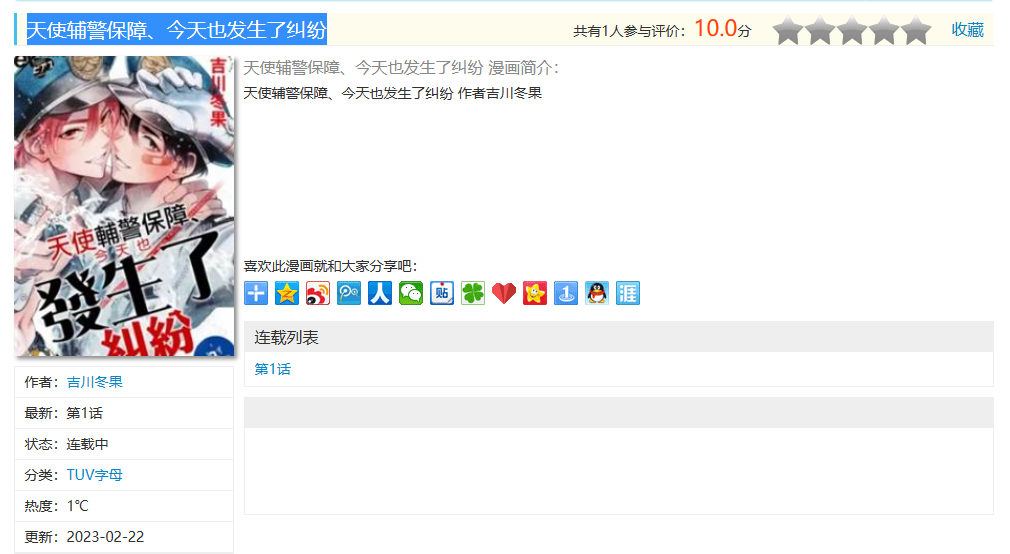 天使辅警保障、今天也发生了纠纷
共有1人参与评价：10.0分
收藏
吉川冬果
天使輔警保障、
今天也
發生了
糾紛
天使辅警保障、今天也发生了纠纷 漫画简介：
天使辅警保障、今天也发生了纠纷 作者吉川冬果
喜欢此漫画就和大家分享吧：
贴
涯
连载列表
第1话
作者：吉川冬果
最新：第1话
状态：连载中
分类：TUV字母
热度：1℃
更新：2023-02-22